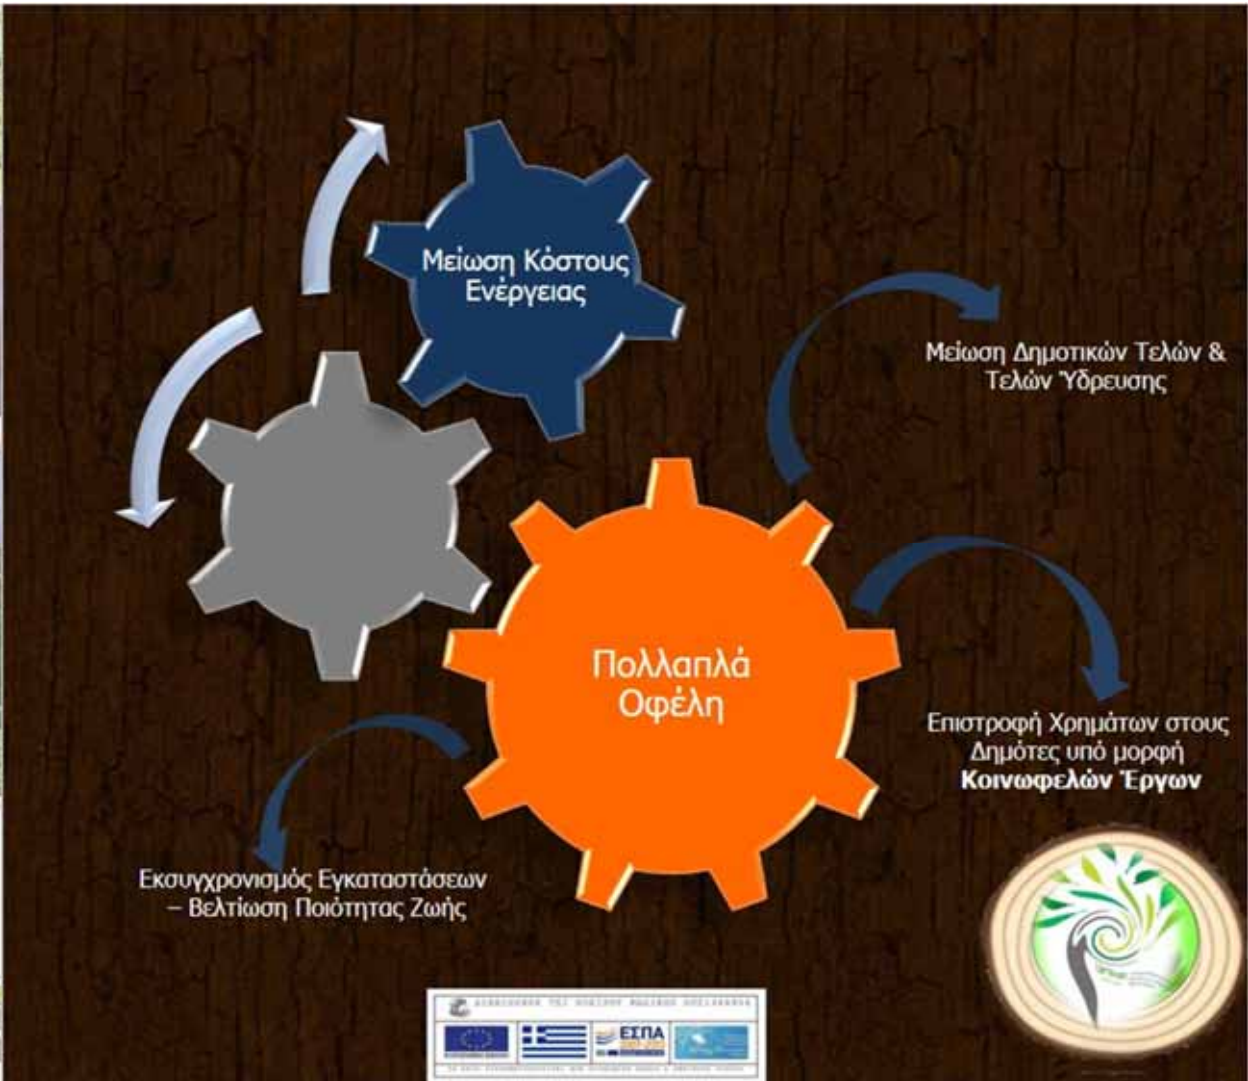 Μείωση Κόστους
Ενέργειας
Μείωση Δημοτικών Τελών &
Τελών Ύδρευσης
Πολλαπλά
Οφέλη
Επιστροφή Χρημάτων στους
Δημότες υπό μορφή
Κοινωφελών Έργων
Εκσυγχρονισμός Εγκαταστάσεων
– Βελτίωση Ποιότητας Ζωής
ΕΣΠΑ